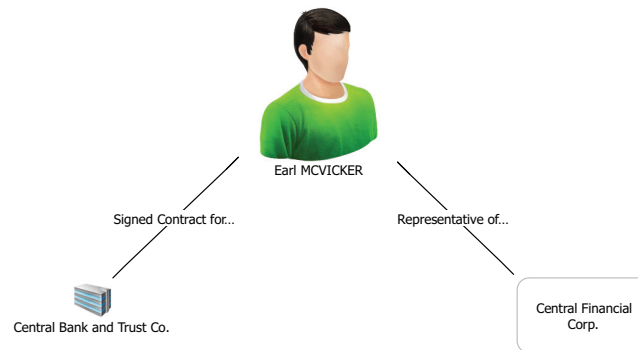 Earl MCVICKER
Signed Contract for...
Representative of...
Central Bank and Trust Co.
Central Financial
Corp.